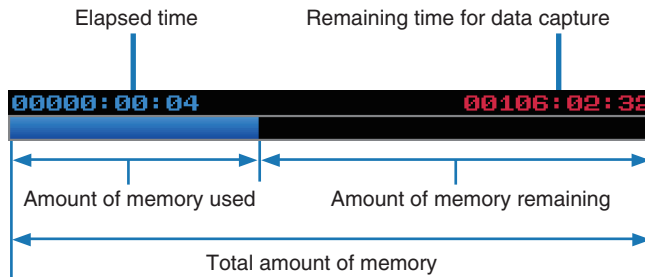 Elapsed time Remaining time for data capture
00000:00:04 00106:02:32
Amount of memory used Amount of memory remaining
Total amount of memory